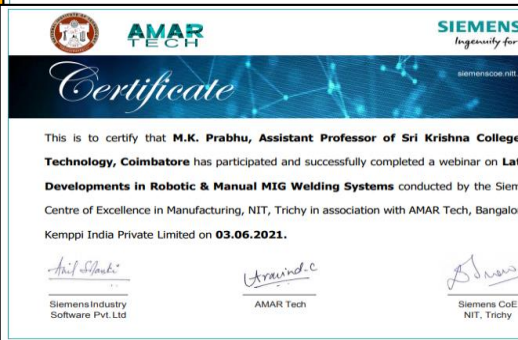 AMAR
TECH
SIEMENS
Ingenuity for
siemenscoe.nitt.
Certificate
This is to certify that M.K. Prabhu, Assistant Professor of Sri Krishna College
Technology, Coimbatore has participated and successfully completed a webinar on Lat
Developments in Robotic & Manual MIG Welding Systems conducted by the Siem
Centre of Excellence in Manufacturing, NIT, Trichy in association with AMAR Tech, Bangalo
Kemppi India Private Limited on 03.06.2021.
Aravind.C
Siemens Industry
Software Pvt. Ltd
AMAR Tech
Siemens CoE
NIT, Trichy